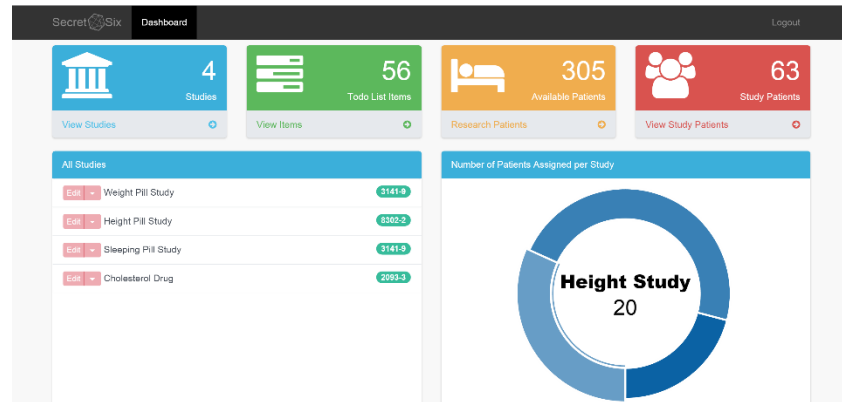 SecretSix Dashboard Logout
4
Studies
View Studies
56
Todo List Items
View Items
305
Available Patients
Research Patients
63
Study Patients
View Study Patients
All Studies
Edit Weight Pill Study 3141-9
Edit Height Pill Study 8302-2
Edit Sleeping Pill Study 3141-9
Edit Cholesterol Drug 2093-3
Number of Patients Assigned per Study
Height Study
20